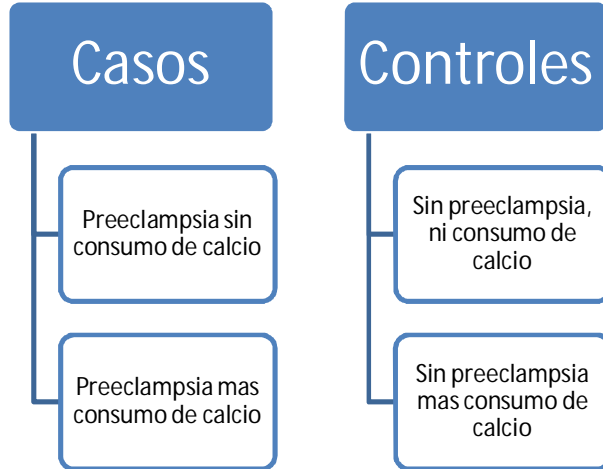 Casos
Preeclampsia sin
consumo de calcio
Preeclampsia mas
consumo de calcio
Controles
Sin preeclampsia,
ni consumo de
calcio
Sin preeclampsia
mas consumo de
calcio